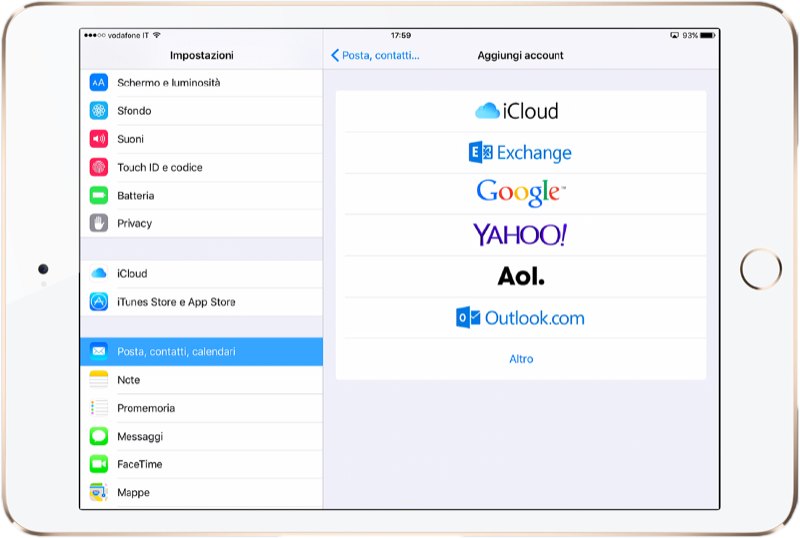 vodafone IT
17:59
93%
Impostazioni
Posta, contatti...
Aggiungi account
Schermo e luminosità
Sfondo
Suoni
Touch ID e codice
Batteria
Privacy
iCloud
iTunes Store e App Store
Posta, contatti, calendari
Note
Promemoria
Messaggi
FaceTime
Mappe
iCloud
E Exchange
Google™
YAHOO!
Aol.
O Outlook.com
Altro